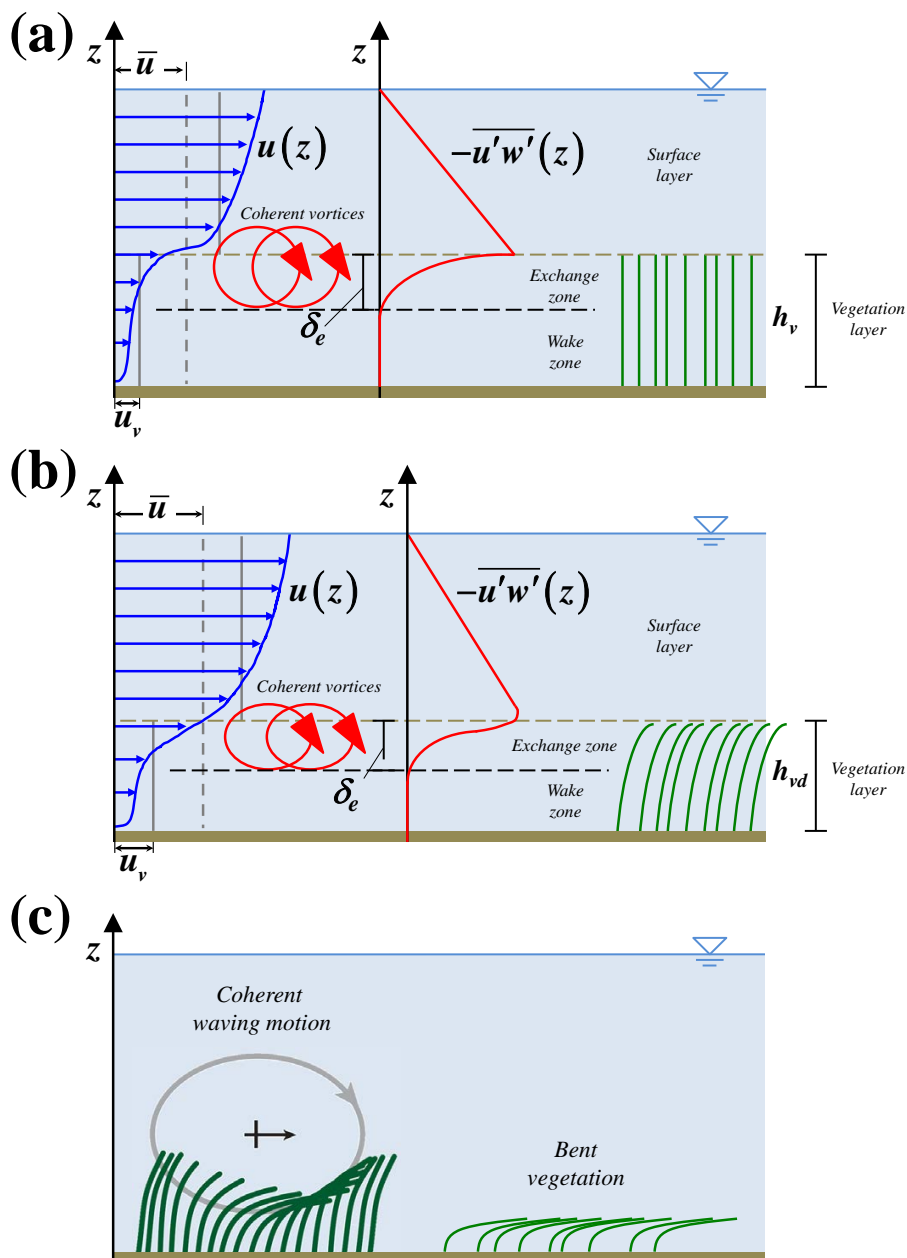 (a)
z
u̅
z
u(z)
-u'w'(z)
Surface
layer
Coherent vortices
Exchange
zone
δe
hv
Vegetation
layer
Wake
zone
uv
(b)
z
u̅
z
u(z)
-u'w'(z)
Surface
layer
Coherent vortices
Exchange zone
hvd
Vegetation
layer
δe
Wake
zone
uv
(c)
z
Coherent
waving motion
Bent
vegetation